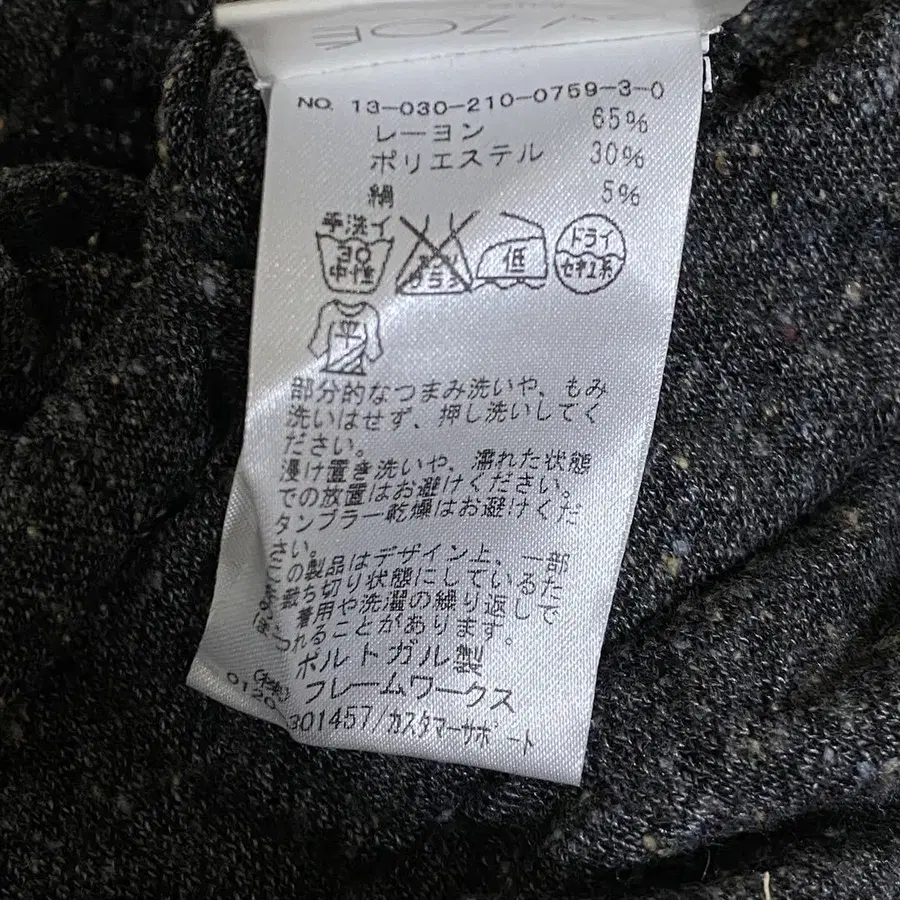 ZOE
NO. 13-030-210-0759-3-0
レーヨン 65%
ポリエステル 30%
絹 5%
手洗イ
30
中性
低
ドライ
セキユ系
平
部分的なつまみ洗いや、もみ
洗いはせず、押し洗いしてく
ださい。
浸け置き洗いや、濡れた状態
での放置はお避けください。
タンブラー乾燥はお避けくだ
さい。
この製品はデザイン上、一部
裁ち切り状態にしているた
着用や洗濯の繰り返しで
つれることがあります。
ポルトガル製
フレームワークス
0120
301457/カスタマーサポート